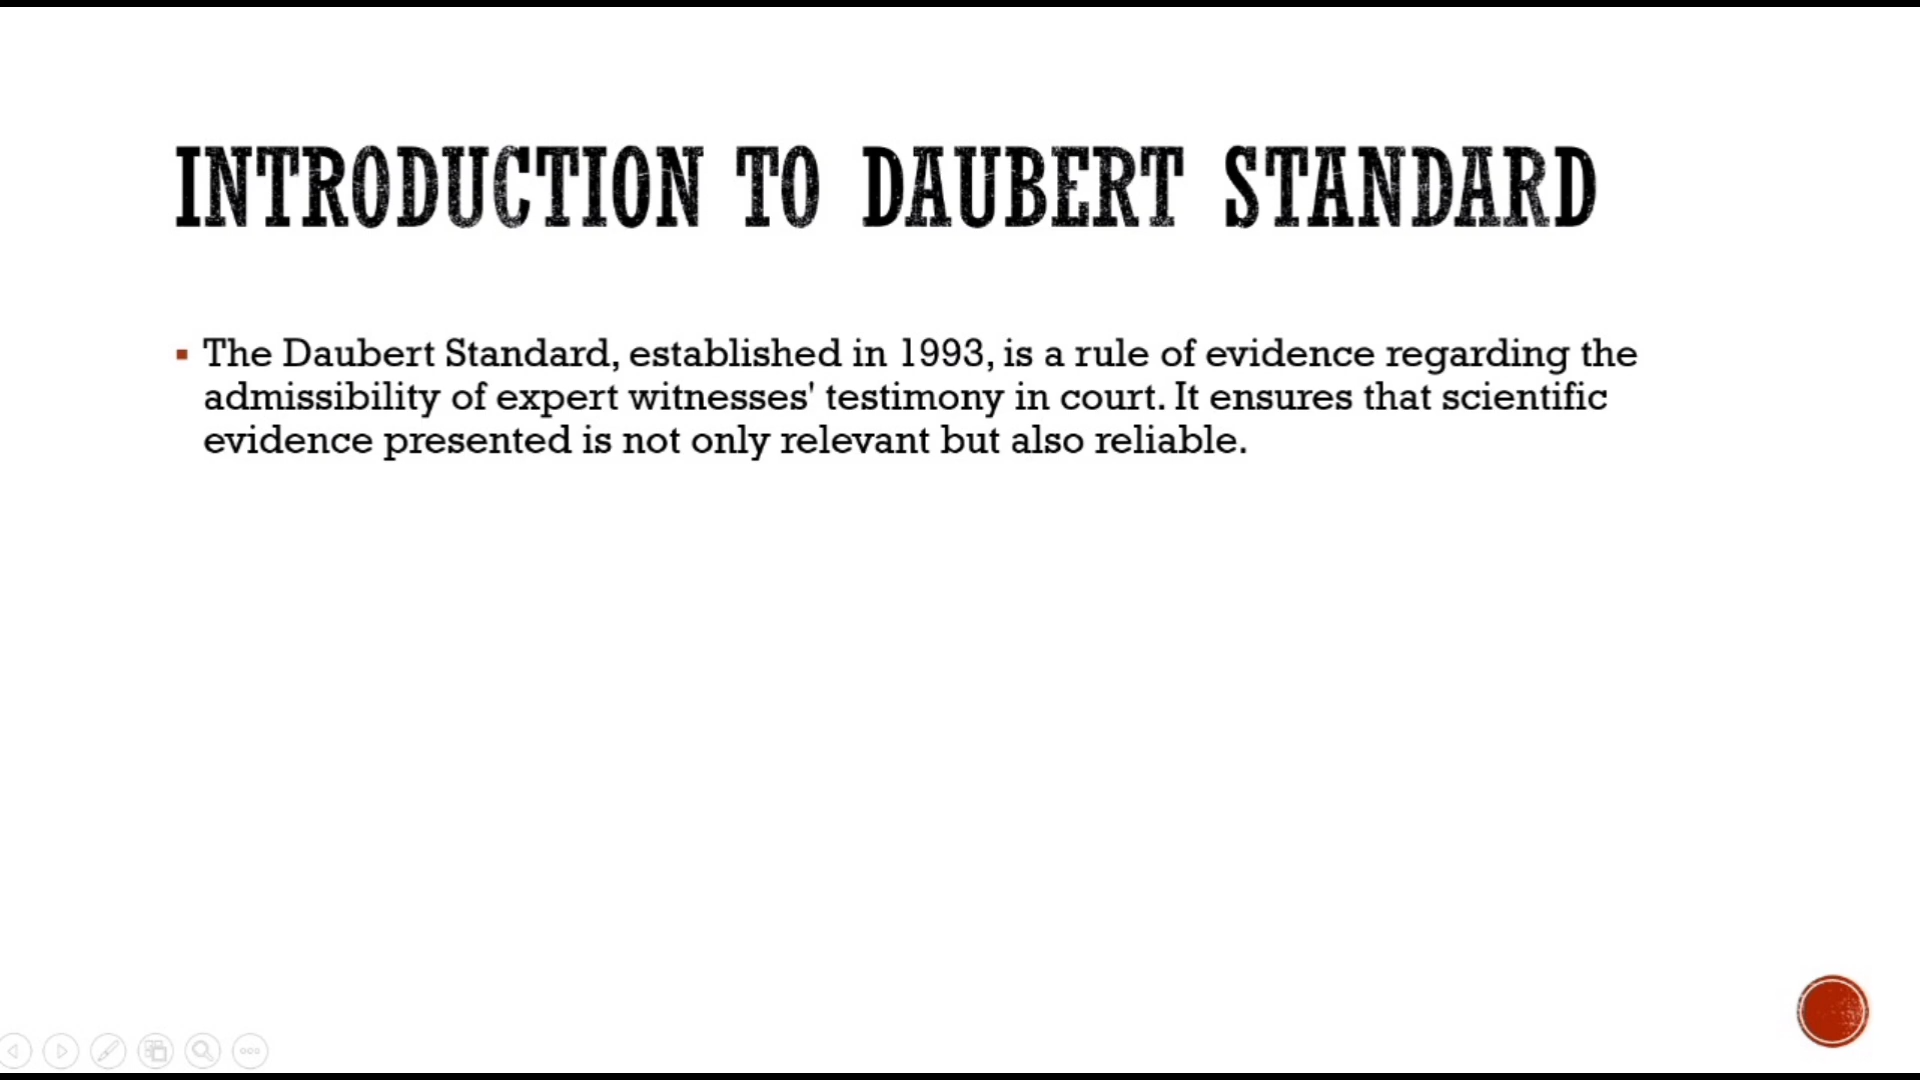 INTRODUCTION TO DAUBERT STANDARD
▪ The Daubert Standard, established in 1993, is a rule of evidence regarding the
admissibility of expert witnesses' testimony in court. It ensures that scientific
evidence presented is not only relevant but also reliable.